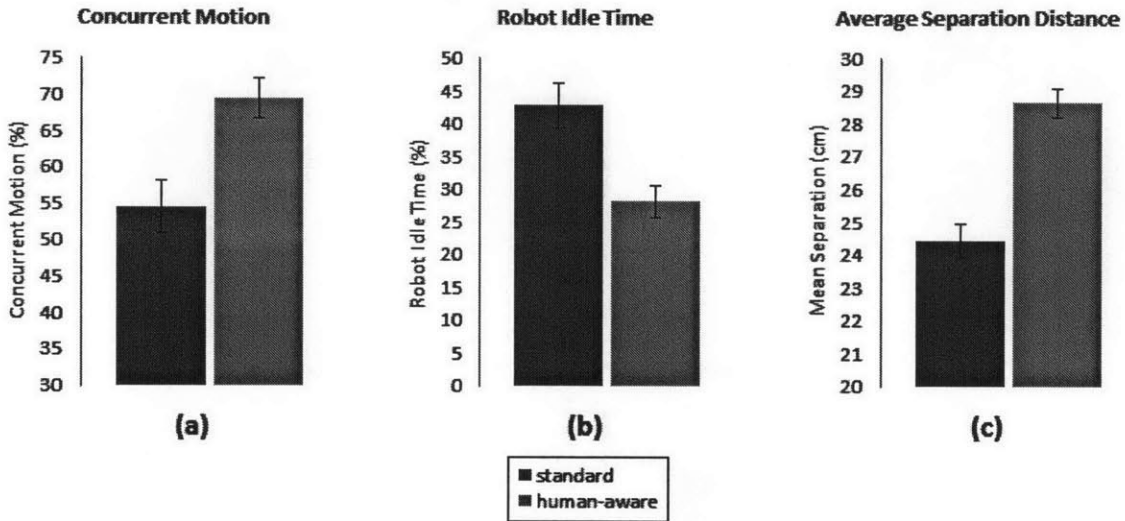 Concurrent Motion
Concurrent Motion (%)
75
70
65
60
55
50
45
40
35
30
(a)
Robot Idle Time
Robot Idle Time (%)
50
45
40
35
30
25
20
15
10
5
0
(b)
Average Separation Distance
Mean Separation (cm)
30
29
28
27
26
25
24
23
22
21
20
(c)
standard
human-aware